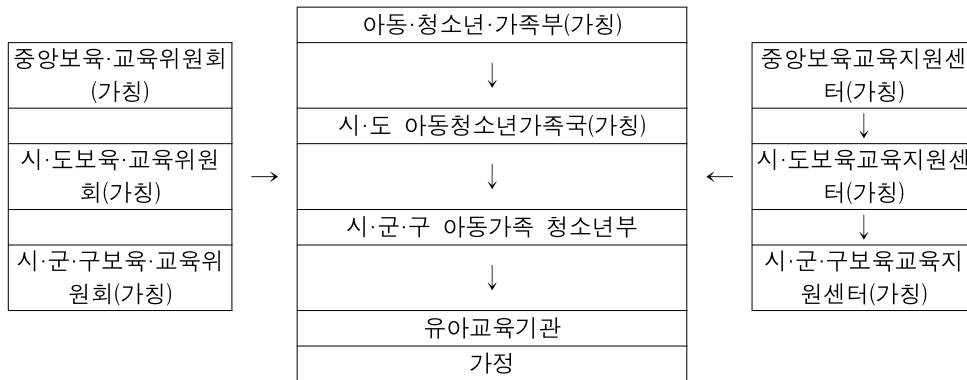 중앙보육·교육위원회
(가칭)
시·도보육·교육위원
회(가칭)
시·군·구보육·교육위
원회(가칭)
→
아동·청소년·가족부(가칭)
↓
시·도 아동청소년가족국(가칭)
↓
시·군·구 아동가족 청소년부
↓
유아교육기관
가정
←
중앙보육교육지원센
터(가칭)
↓
시·도보육교육지원센
터(가칭)
↓
시·군·구보육교육지
원센터(가칭)